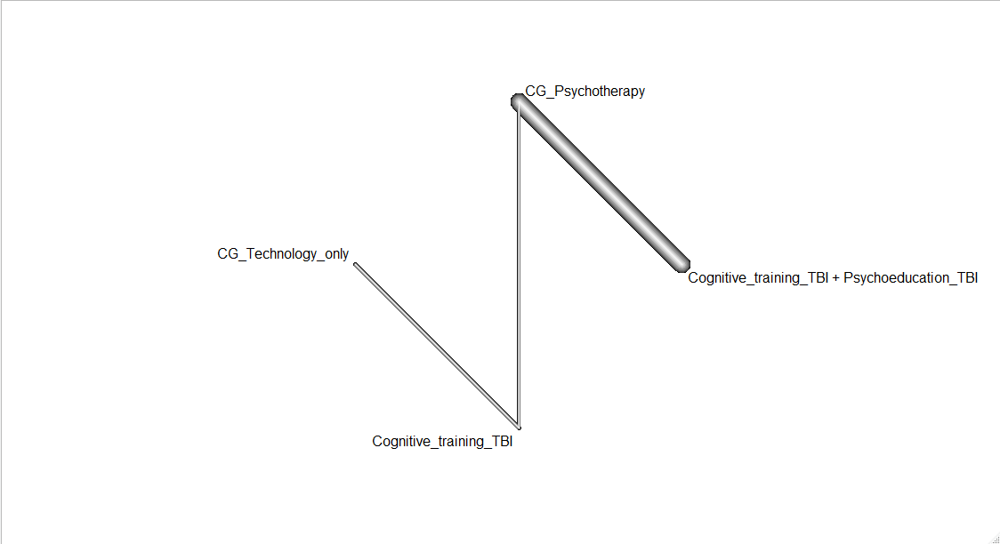 CG_Psychotherapy
CG_Technology_only
Cognitive_training_TBI + Psychoeducation_TBI
Cognitive_training_TBI